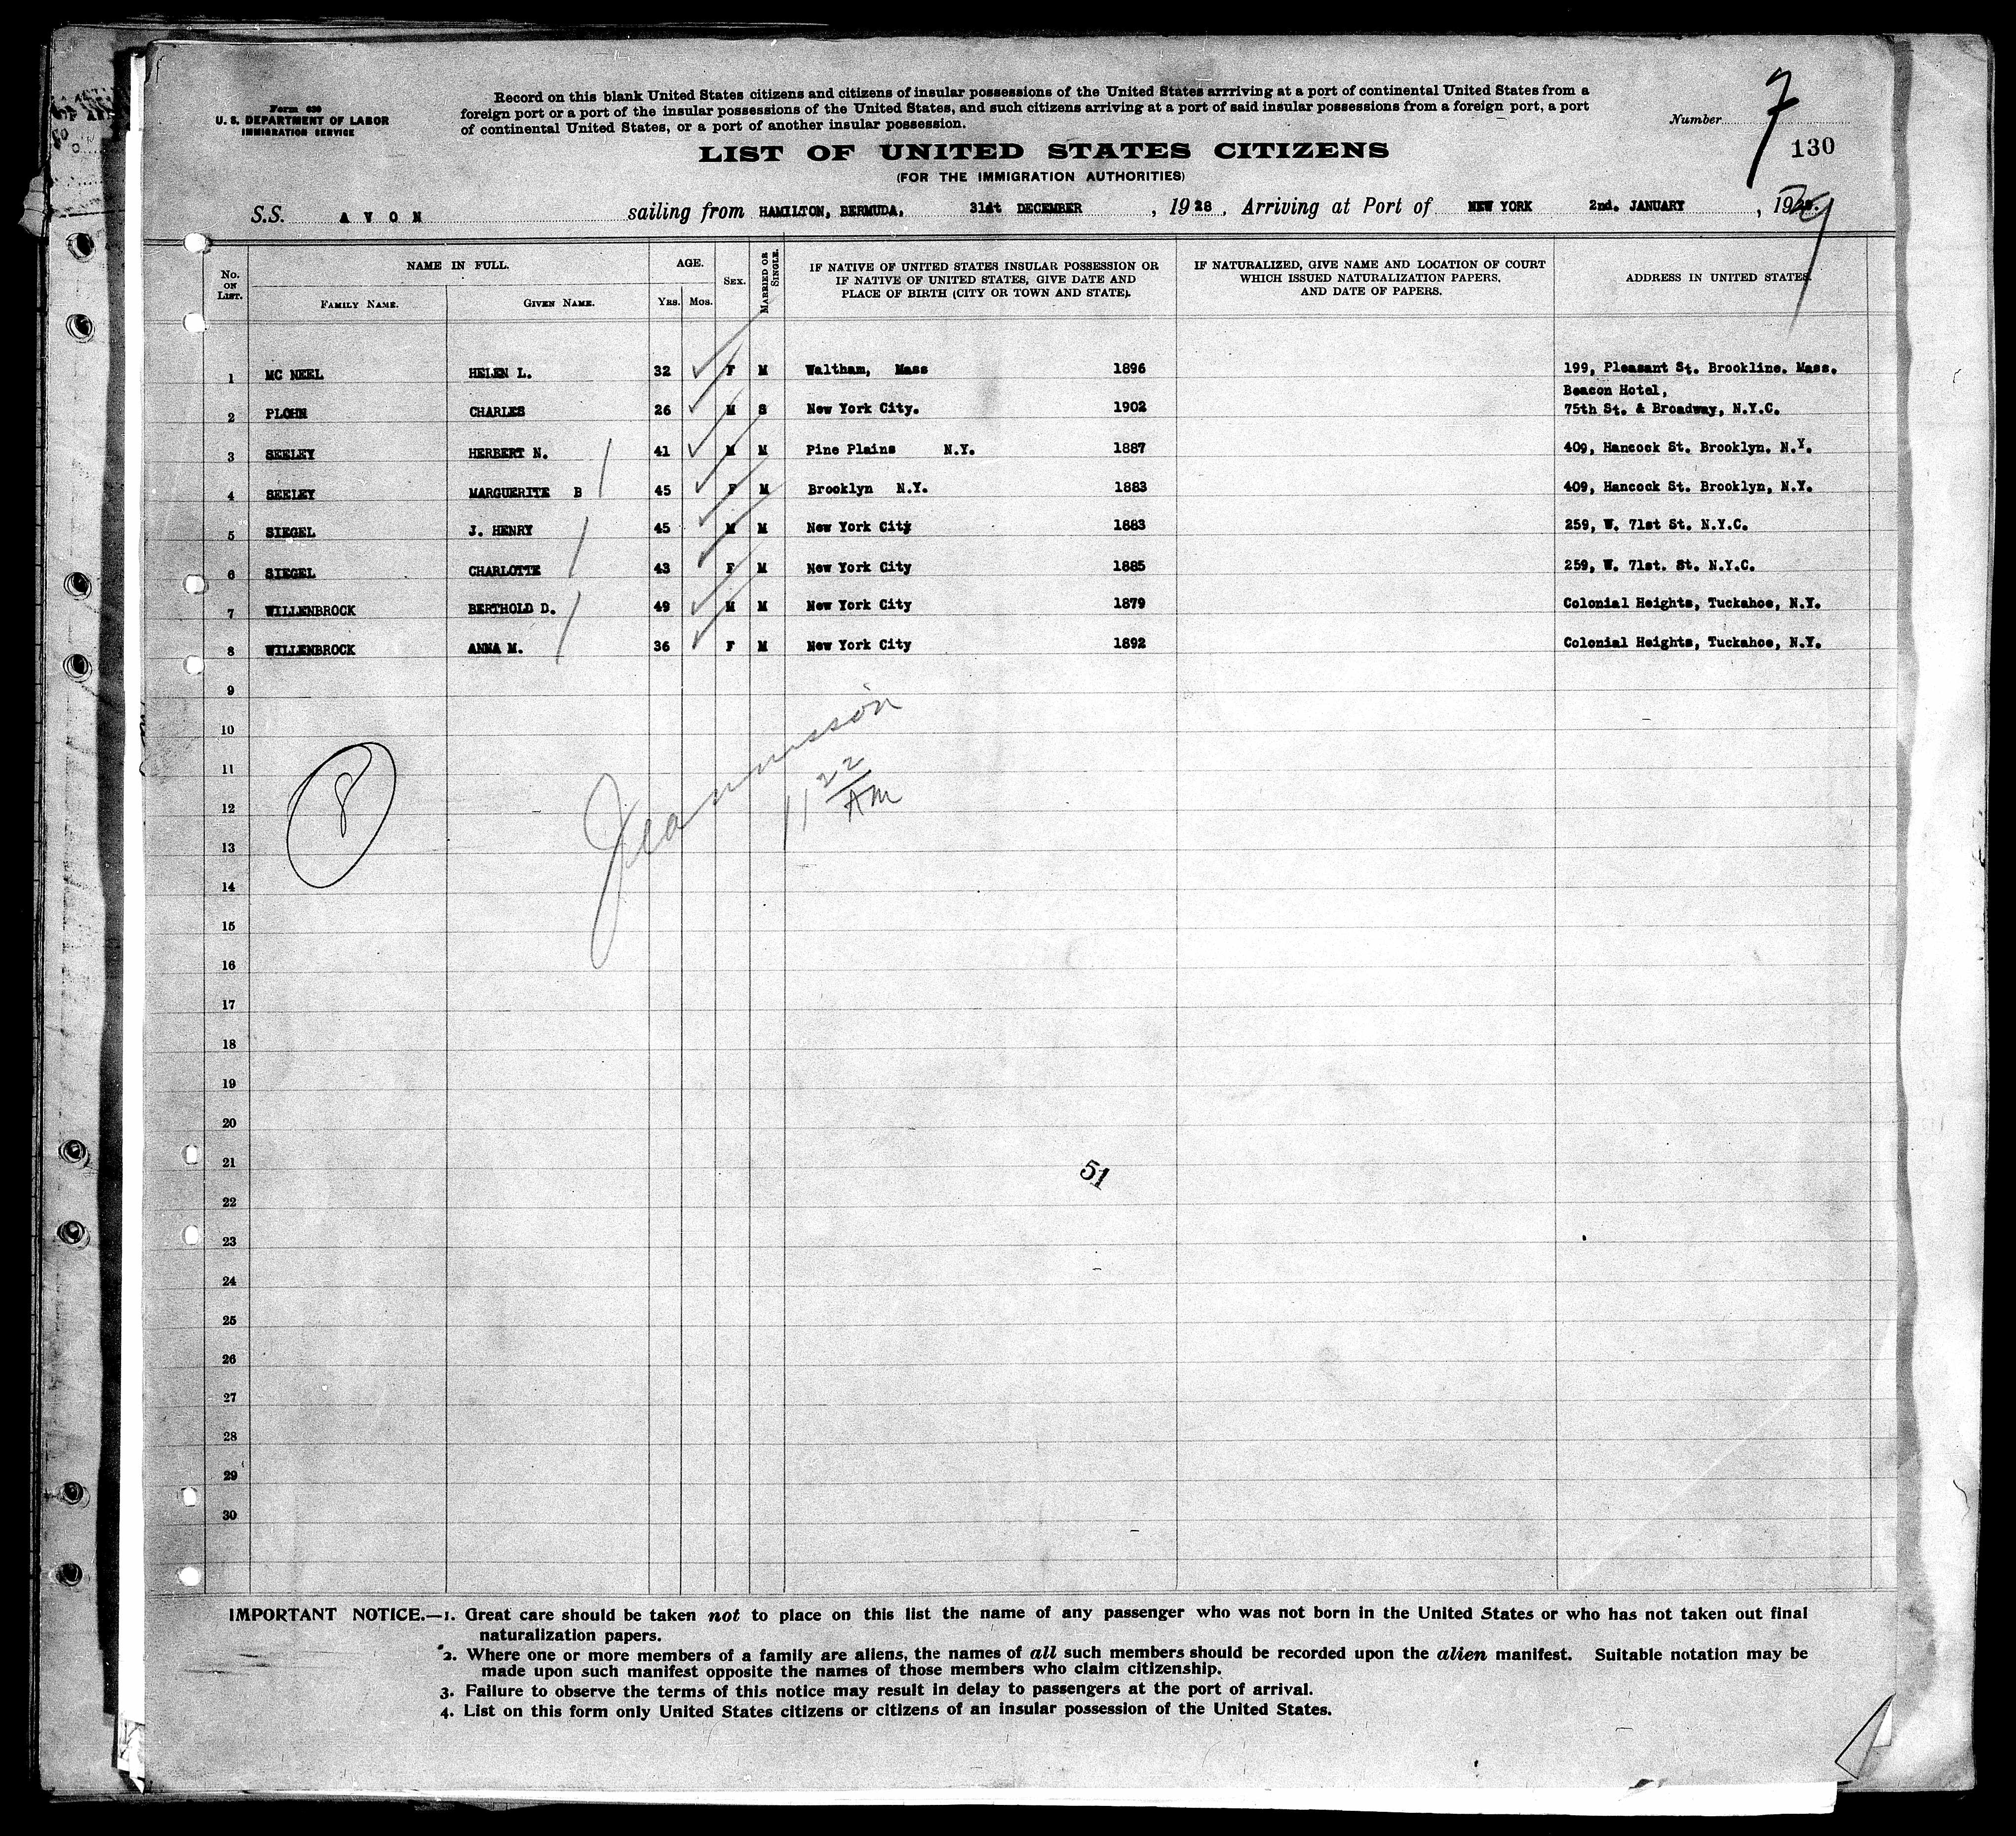 Form 630
U. S. DEPARTMENT OF LABOR
IMMIGRATION SERVICE
Record on this blank United States citizens and citizens of insular possessions of the United States arrriving at a port of continental United States from a
foreign port or a port of the insular possessions of the United States, and such citizens arriving at a port of said insular possessions from a foreign port, a port
of continental United States, or a port of another insular possession.
Number 7
130
LIST OF UNITED STATES CITIZENS
(FOR THE IMMIGRATION AUTHORITIES)
S.S. A V O N sailing from HAMILTON, BERMUDA, 31st DECEMBER, 1928, Arriving at Port of NEW YORK 2nd. JANUARY, 1929
No. ON LIST. NAME IN FULL. AGE. SEX. MARRIED OR SINGLE. IF NATIVE OF UNITED STATES INSULAR POSSESSION OR IF NATIVE OF UNITED STATES, GIVE DATE AND PLACE OF BIRTH (CITY OR TOWN AND STATE). IF NATURALIZED, GIVE NAME AND LOCATION OF COURT WHICH ISSUED NATURALIZATION PAPERS, AND DATE OF PAPERS. ADDRESS IN UNITED STATES.
FAMILY NAME. GIVEN NAME. YRS. MOS.
1 MC NEEL HELEN L. 32 F M Waltham, Mass 1896 199, Pleasant St. Brookline. Mass.
Beacon Hotel,
2 PLOHN CHARLES 26 M S New York City. 1902 75th St. & Broadway, N.Y.C.
3 SEELEY HERBERT N. 41 M M Pine Plains N.Y. 1887 409, Hancock St. Brooklyn. N.Y.
4 SEELEY MARGUERITE B 45 F M Brooklyn N.Y. 1883 409, Hancock St. Brooklyn, N.Y.
5 SIEGEL J. HENRY 45 M M New York City 1883 259, W. 71st St. N.Y.C.
6 SIEGEL CHARLOTTE 43 F M New York City 1885 259, W. 71st. St. N.Y.C.
7 WILLENBROCK BERTHOLD D. 49 M M New York City 1879 Colonial Heights, Tuckahoe, N.Y.
8 WILLENBROCK ANNA M. 36 F M New York City 1892 Colonial Heights, Tuckahoe, N.Y.
9
10
11
8
11 22 AM
12
13
14
15
16
17
18
19
20
21
51
22
23
24
25
26
27
28
29
30
IMPORTANT NOTICE.—1. Great care should be taken not to place on this list the name of any passenger who was not born in the United States or who has not taken out final
naturalization papers.
2. Where one or more members of a family are aliens, the names of all such members should be recorded upon the alien manifest. Suitable notation may be
made upon such manifest opposite the names of those members who claim citizenship.
3. Failure to observe the terms of this notice may result in delay to passengers at the port of arrival.
4. List on this form only United States citizens or citizens of an insular possession of the United States.